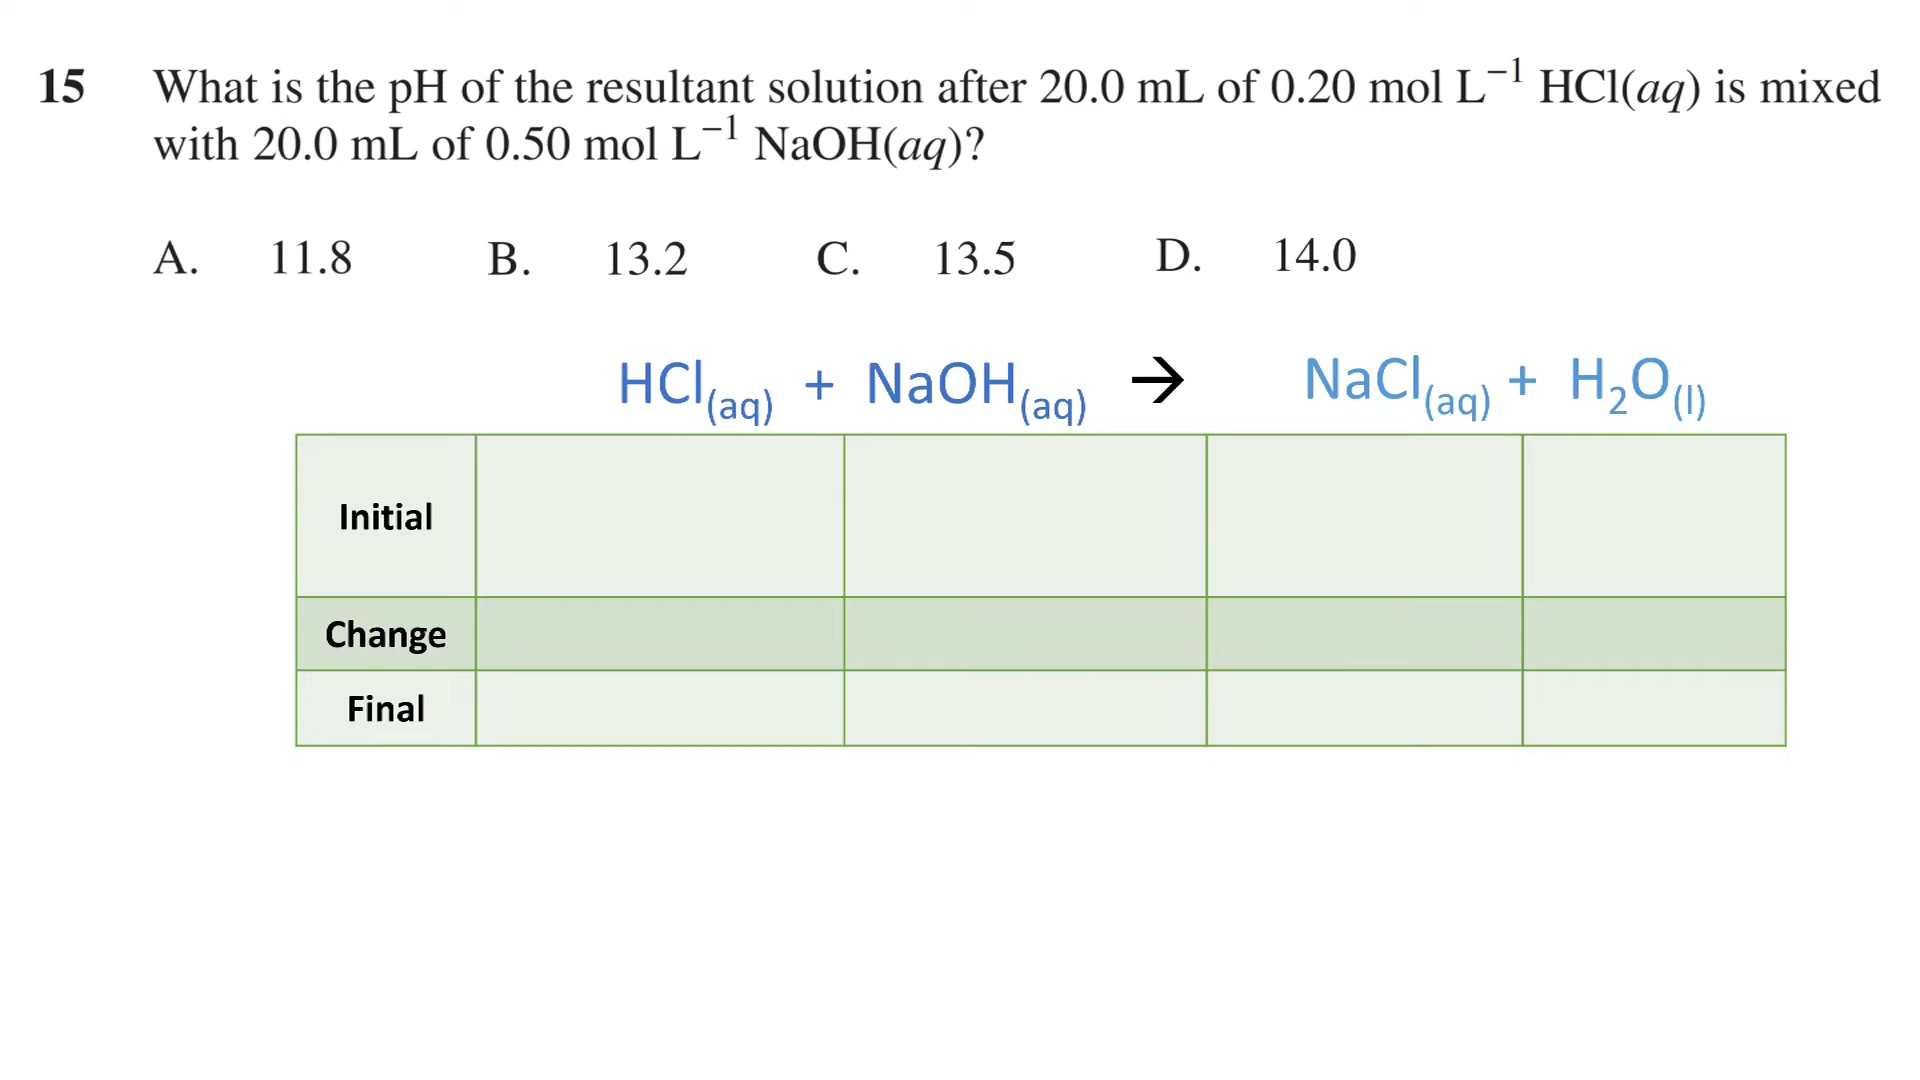 15 What is the pH of the resultant solution after 20.0 mL of 0.20 mol L⁻¹ HCl(aq) is mixed
with 20.0 mL of 0.50 mol L⁻¹ NaOH(aq)?
A. 11.8 B. 13.2 C. 13.5 D. 14.0
HCl(aq) + NaOH(aq) → NaCl(aq) + H₂O(l)
Initial
Change
Final